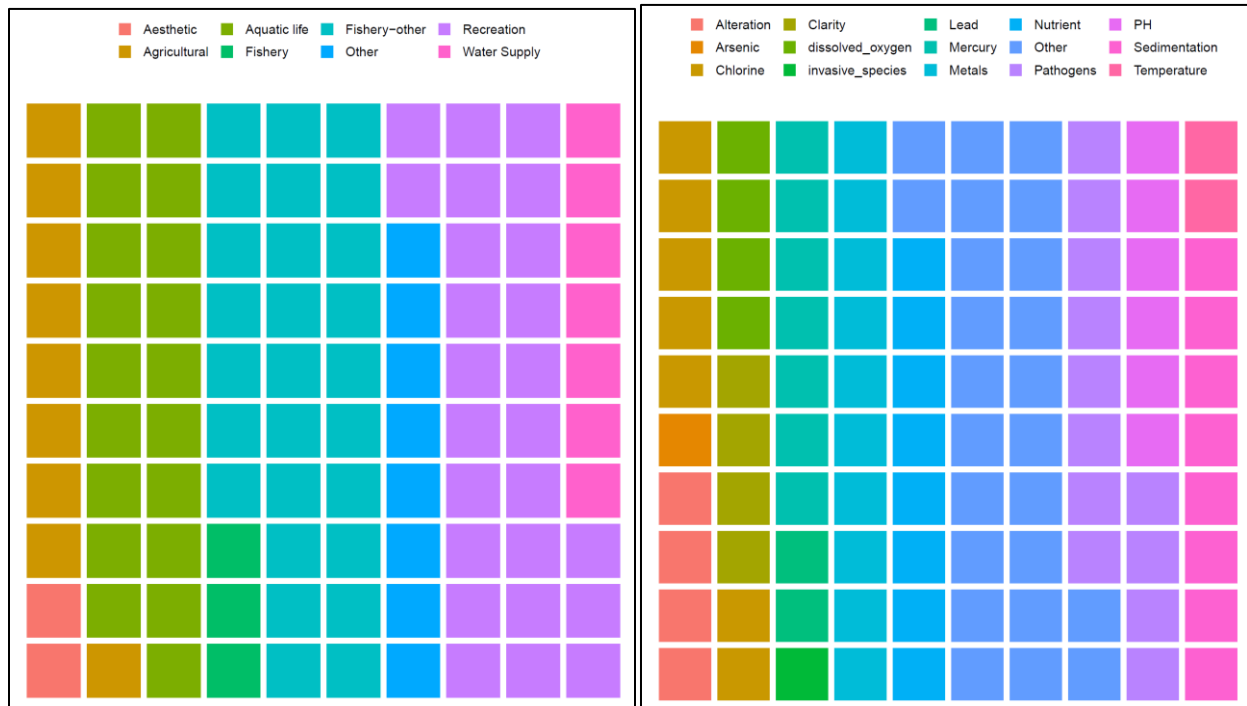 Aesthetic Aquatic life Fishery−other Recreation
Agricultural Fishery Other Water Supply
Alteration Clarity Lead Nutrient PH
Arsenic dissolved_oxygen Mercury Other Sedimentation
Chlorine invasive_species Metals Pathogens Temperature